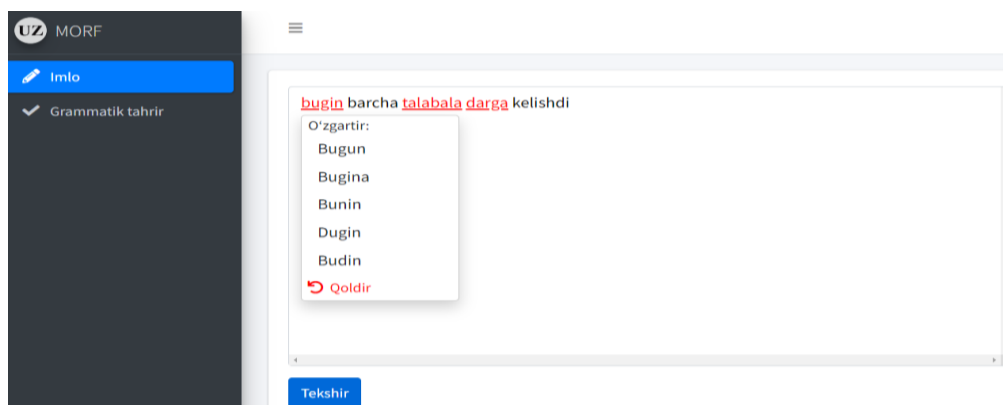 UZ MORF
Imlo
Grammatik tahrir
bugin barcha talabala darga kelishdi
O'zgartir:
Bugun
Bugina
Bunin
Dugin
Budin
Qoldir
Tekshir